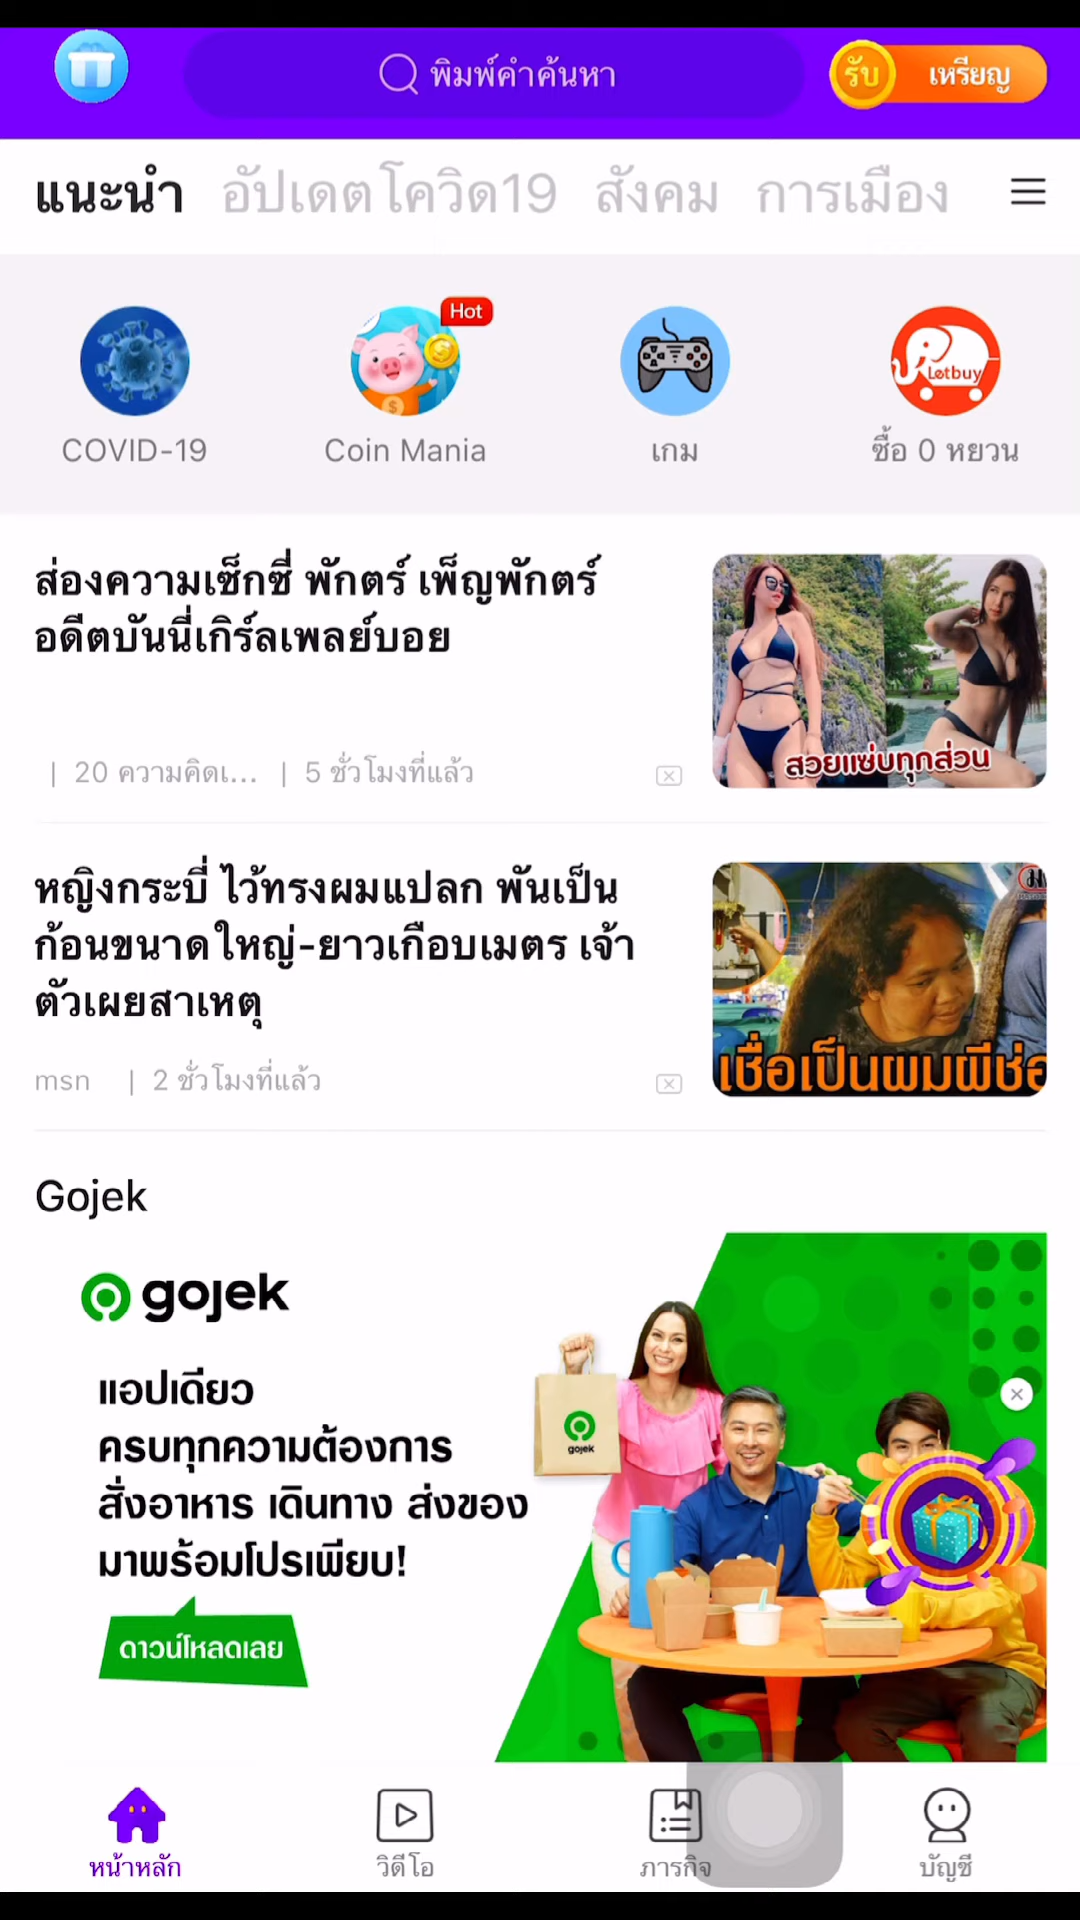 พิมพ์คำค้นหา
รับ เหรียญ
แนะนำ อัปเดตโควิด19 สังคม การเมือง
Hot
Letbuy
COVID-19 Coin Mania เกม ซื้อ 0 หยวน
ส่องความเซ็กซี่ พักตร์ เพ็ญพักตร์
อดีตบันนี่เกิร์ลเพลย์บอย
สวยแซ่บทุกส่วน
| 20 ความคิดเ... | 5 ชั่วโมงที่แล้ว
หญิงกระบี่ ไว้ทรงผมแปลก พันเป็น
ก้อนขนาดใหญ่-ยาวเกือบเมตร เจ้า
ตัวเผยสาเหตุ
เชื่อเป็นผมผีช่อ
msn | 2 ชั่วโมงที่แล้ว
Gojek
gojek
แอปเดียว
ครบทุกความต้องการ
สั่งอาหาร เดินทาง ส่งของ
มาพร้อมโปรเพียบ!
ดาวน์โหลดเลย
gojek
หน้าหลัก วิดีโอ ภารกิจ บัญชี